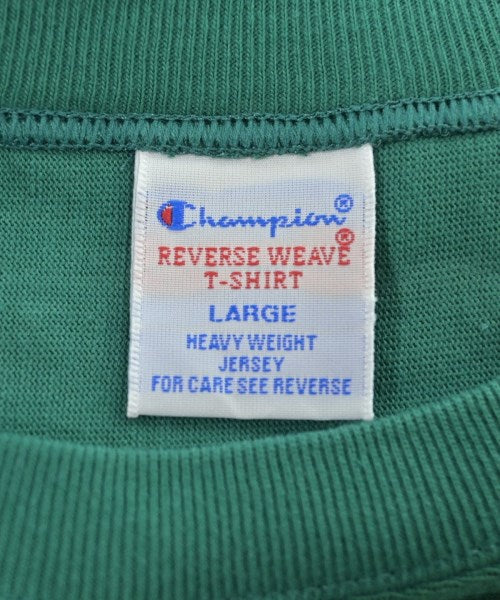 Champion®
REVERSE WEAVE®
T-SHIRT
LARGE
HEAVY WEIGHT
JERSEY
FOR CARE SEE REVERSE